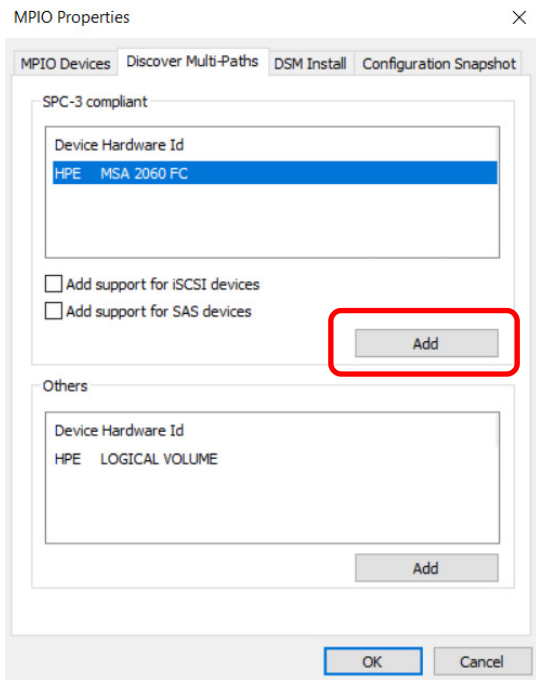 MPIO Properties
MPIO Devices Discover Multi-Paths DSM Install Configuration Snapshot
SPC-3 compliant
Device Hardware Id
HPE MSA 2060 FC
Add support for iSCSI devices
Add support for SAS devices
Add
Others
Device Hardware Id
HPE LOGICAL VOLUME
Add
OK Cancel